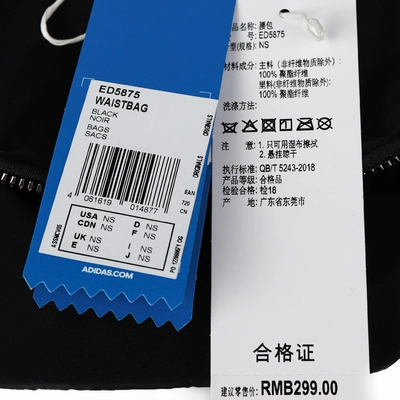 ED5875
WAISTBAG
BLACK
NOIR
BAGS
SACS
4 061619 014877
EAN
720
CN
USA NS
CDN NS
UK NS
E NS
D NS
F NS
I NS
J NS
ADIDAS.COM
品名: 腰包
号: ED5875
型(规格): NS
材料成分: 主料 (非纤维物质除外):
100% 聚酯纤维
里料(非纤维物质除外):
100% 聚酯纤维
洗涤方法:
注 意: 1. 只可用湿布擦拭
2. 悬挂晾干
执行标准: QB/T 5243-2018
产品等级: 合格品
检验合格: 检18
产 地: 广东省东莞市
合格证
建议零售价: RMB299.00